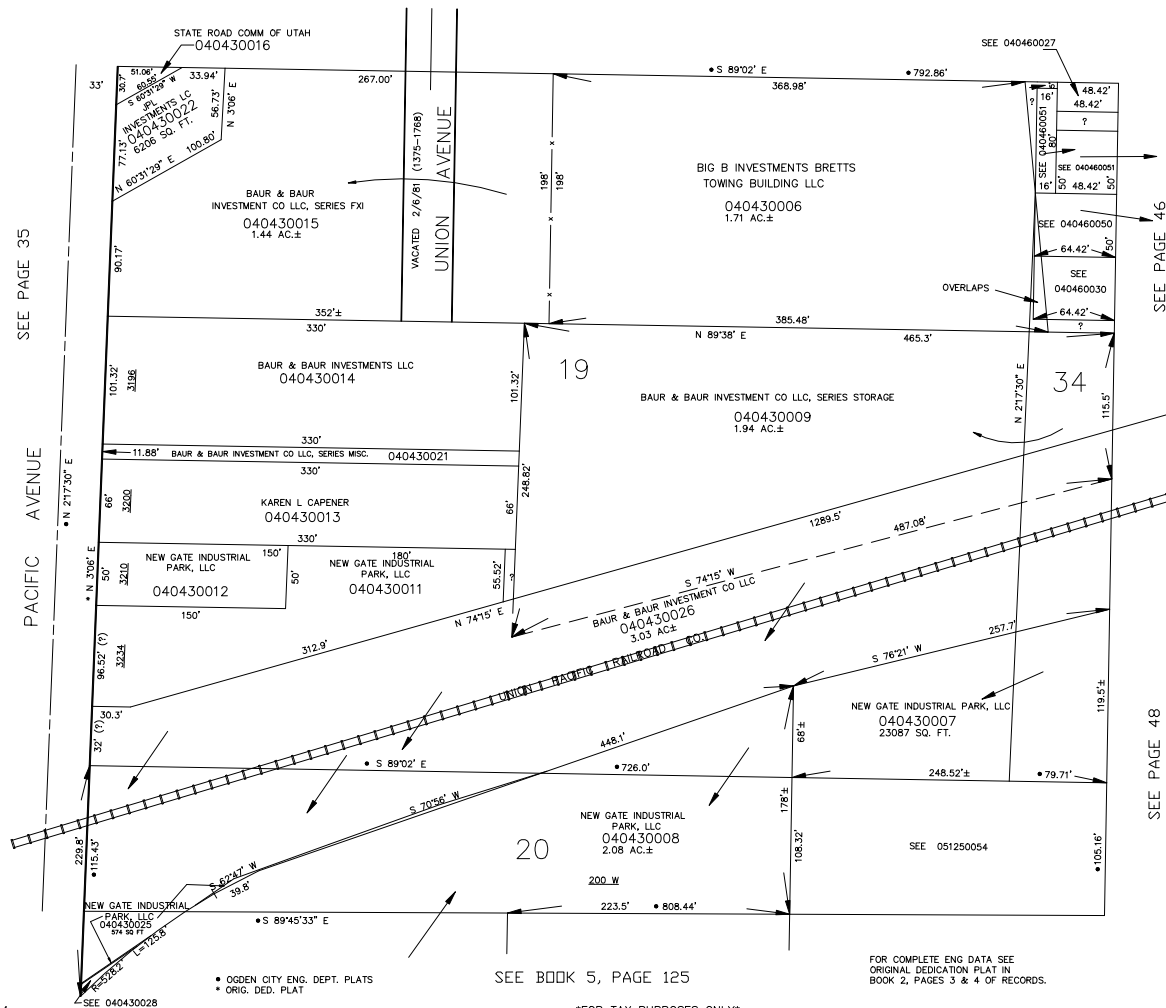 STATE ROAD COMM OF UTAH
040430016
SEE 040460027
33'
30.7'
51.06'
60.55'
S 60°31'29" W
33.94'
267.00'
• S 89°02' E
• 792.86'
368.98'
JPL
INVESTMENTS LC
040430022
6206 SQ. FT.
77.13'
56.73'
N 3°06' E
N 60°31'29" E
100.80'
VACATED 2/6/81 (1375-1768)
UNION AVENUE
198'
198'
BAUR & BAUR
INVESTMENT CO LLC, SERIES FXI
040430015
1.44 AC.±
90.17'
352'±
BIG B INVESTMENTS BRETTS
TOWING BUILDING LLC
040430006
1.71 AC.±
?
16'
SEE 040460051
80'
16'
48.42'
48.42'
?
SEE 040460051
50'
48.42'
50'
SEE 040460050
50'
64.42'
SEE
040460030
64.42'
?
OVERLAPS
SEE PAGE 35
SEE PAGE 46
385.48'
N 89°38' E
465.3'
330'
BAUR & BAUR INVESTMENTS LLC
040430014
101.32'
3196
101.32'
19
34
BAUR & BAUR INVESTMENT CO LLC, SERIES STORAGE
040430009
1.94 AC.±
N 2°17'30" E
115.5'
330'
11.88'
BAUR & BAUR INVESTMENT CO LLC, SERIES MISC.
040430021
330'
248.82'
KAREN L CAPENER
040430013
66'
3200
66'
330'
PACIFIC AVENUE
• N 2°17'30" E
* N 3°06' E
NEW GATE INDUSTRIAL
PARK, LLC
040430012
150'
50'
3210
50'
150'
180'
NEW GATE INDUSTRIAL
PARK, LLC
040430011
55.52'
?
1289.5'
487.08'
S 74°15' W
N 74°15' E
312.9'
BAUR & BAUR INVESTMENT CO LLC
040430026
3.03 AC±
UNION PACIFIC RAILROAD CO.
96.52' (?)
3234
30.3'
32' (?)
257.7'
S 76°21' W
NEW GATE INDUSTRIAL PARK, LLC
040430007
23087 SQ. FT.
68'±
119.5'±
448.1'
• S 89°02' E
• 726.0'
248.52'±
• 79.71'
SEE PAGE 48
S 70°56' W
229.8'
• 115.43'
NEW GATE INDUSTRIAL
PARK, LLC
040430008
2.08 AC.±
178'±
108.32'
20
200 W
SEE 051250054
• 105.16'
S 62°47' W
39.8'
NEW GATE INDUSTRIAL
PARK, LLC
040430025
574 SQ FT
• S 89°45'33" E
223.5'
• 808.44'
R=528.2'
L=125.8'
SEE 040430028
• OGDEN CITY ENG. DEPT. PLATS
* ORIG. DED. PLAT
SEE BOOK 5, PAGE 125
FOR COMPLETE ENG DATA SEE
ORIGINAL DEDICATION PLAT IN
BOOK 2, PAGES 3 & 4 OF RECORDS.
*FOR TAX PURPOSES ONLY*